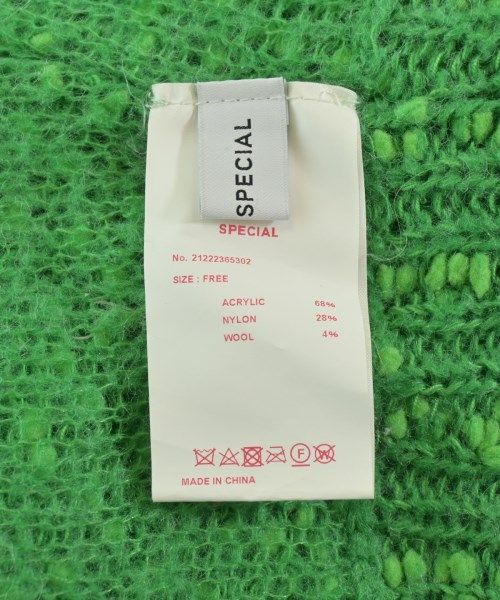 SPECIAL
SPECIAL
No. 21222365302
SIZE : FREE
ACRYLIC 68%
NYLON 28%
WOOL 4%
F W
MADE IN CHINA